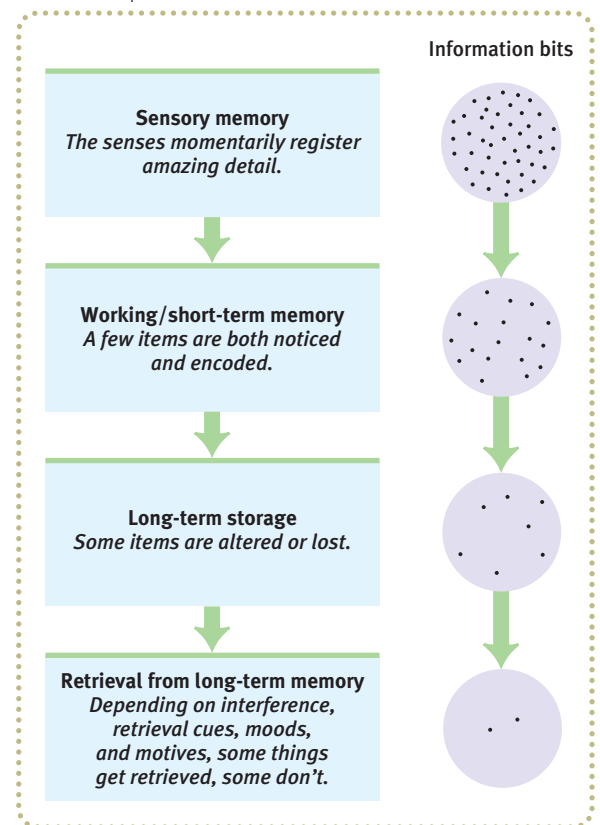 Information bits
Sensory memory
The senses momentarily register
amazing detail.
Working/short-term memory
A few items are both noticed
and encoded.
Long-term storage
Some items are altered or lost.
Retrieval from long-term memory
Depending on interference,
retrieval cues, moods,
and motives, some things
get retrieved, some don’t.